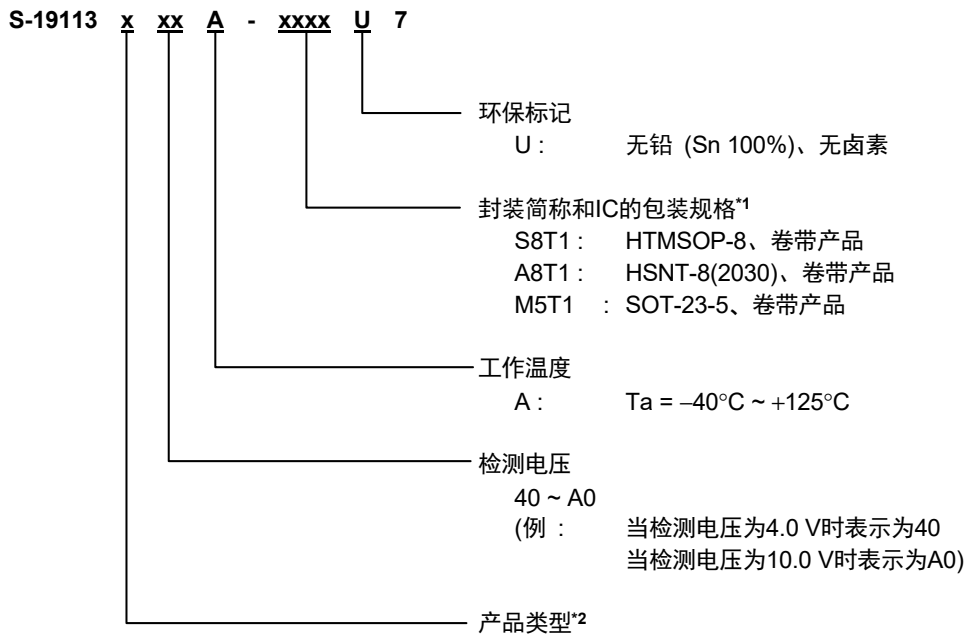 S-19113 x xx A - xxxx U 7
环保标记
U : 无铅 (Sn 100%)、无卤素
封装简称和IC的包装规格*1
S8T1 : HTMSOP-8、卷带产品
A8T1 : HSNT-8(2030)、卷带产品
M5T1 : SOT-23-5、卷带产品
工作温度
A : Ta = −40°C ~ +125°C
检测电压
40 ~ A0
(例 : 当检测电压为4.0 V时表示为40
当检测电压为10.0 V时表示为A0)
产品类型*2